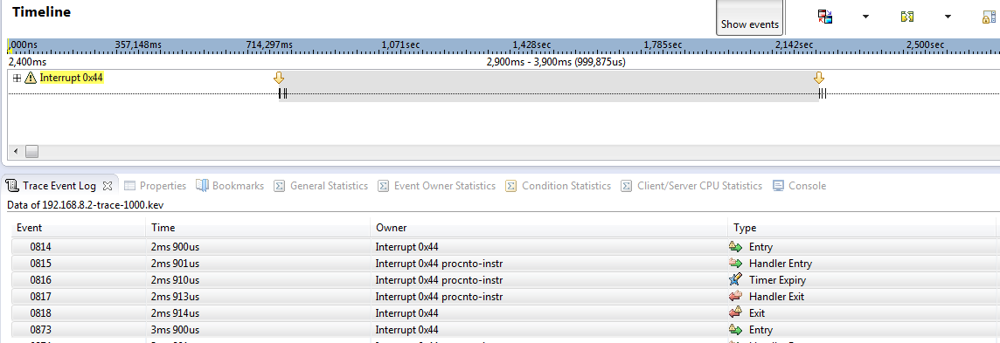 Timeline
Show events
,000ns 357,148ms 714,297ms 1,071sec 1,428sec 1,785sec 2,142sec 2,500sec
2,400ms 2,900ms - 3,900ms (999,875us)
Interrupt 0x44
Trace Event Log Properties Bookmarks General Statistics Event Owner Statistics Condition Statistics Client/Server CPU Statistics Console
Data of 192.168.8.2-trace-1000.kev
Event Time Owner Type
0814 2ms 900us Interrupt 0x44 Entry
0815 2ms 901us Interrupt 0x44 procnto-instr Handler Entry
0816 2ms 910us Interrupt 0x44 procnto-instr Timer Expiry
0817 2ms 913us Interrupt 0x44 procnto-instr Handler Exit
0818 2ms 914us Interrupt 0x44 Exit
0873 3ms 900us Interrupt 0x44 Entry